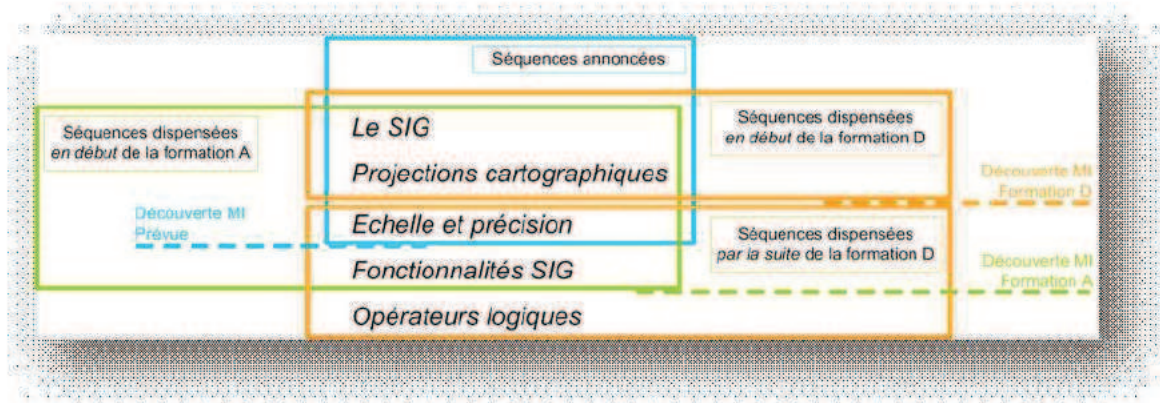 Séquences annoncées
Séquences dispensées
en début de la formation A
Le SIG
Projections cartographiques
Séquences dispensées
en début de la formation D
Découverte MI
Formation D
Découverte MI
Prévue
Echelle et précision
Fonctionnalités SIG
Opérateurs logiques
Séquences dispensées
par la suite de la formation D
Découverte MI
Formation A